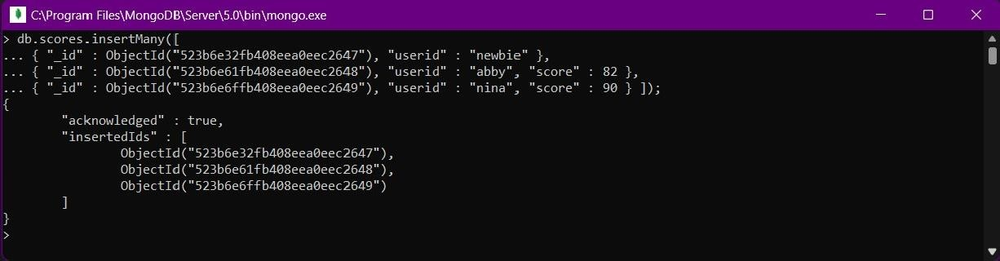 C:\Program Files\MongoDB\Server\5.0\bin\mongo.exe
> db.scores.insertMany([
... { "_id" : ObjectId("523b6e32fb408eea0eec2647"), "userid" : "newbie" },
... { "_id" : ObjectId("523b6e61fb408eea0eec2648"), "userid" : "abby", "score" : 82 },
... { "_id" : ObjectId("523b6e6ffb408eea0eec2649"), "userid" : "nina", "score" : 90 } ]);
{
        "acknowledged" : true,
        "insertedIds" : [
                ObjectId("523b6e32fb408eea0eec2647"),
                ObjectId("523b6e61fb408eea0eec2648"),
                ObjectId("523b6e6ffb408eea0eec2649")
        ]
}
>